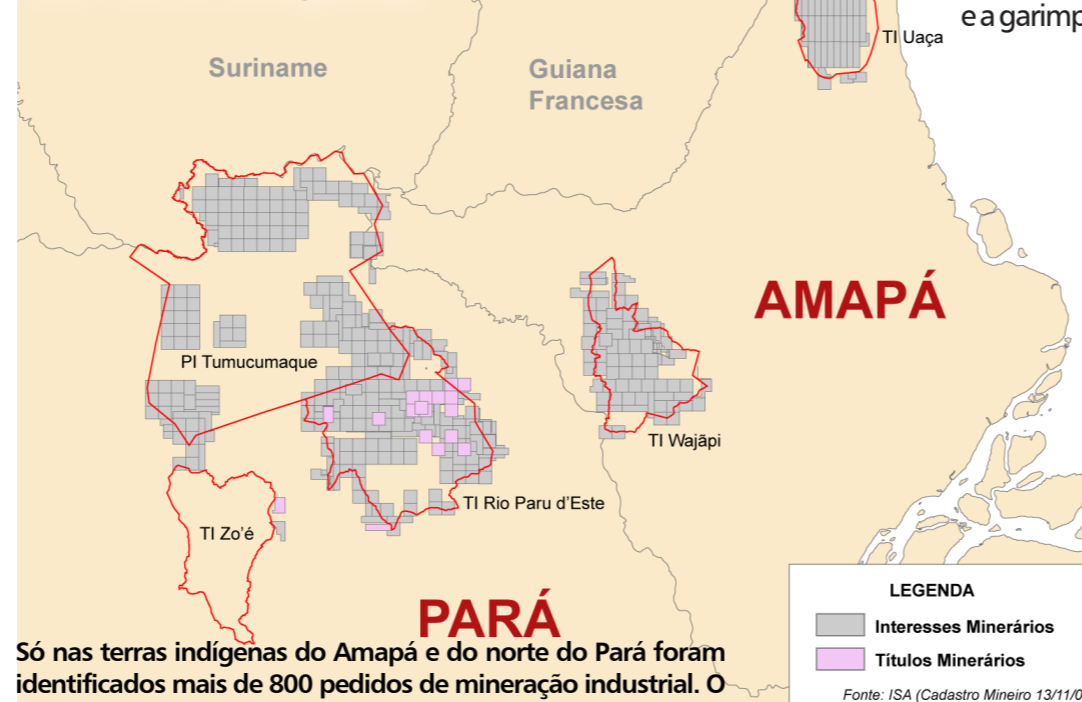 e a garimp
TI Uaça
Suriname
Guiana
Francesa
AMAPÁ
PI Tumucumaque
TI Wajãpi
TI Rio Paru d’Este
TI Zo’é
PARÁ
LEGENDA
Interesses Minerários
Títulos Minerários
Fonte: ISA (Cadastro Mineiro 13/11/0
Só nas terras indígenas do Amapá e do norte do Pará foram
identificados mais de 800 pedidos de mineração industrial. O